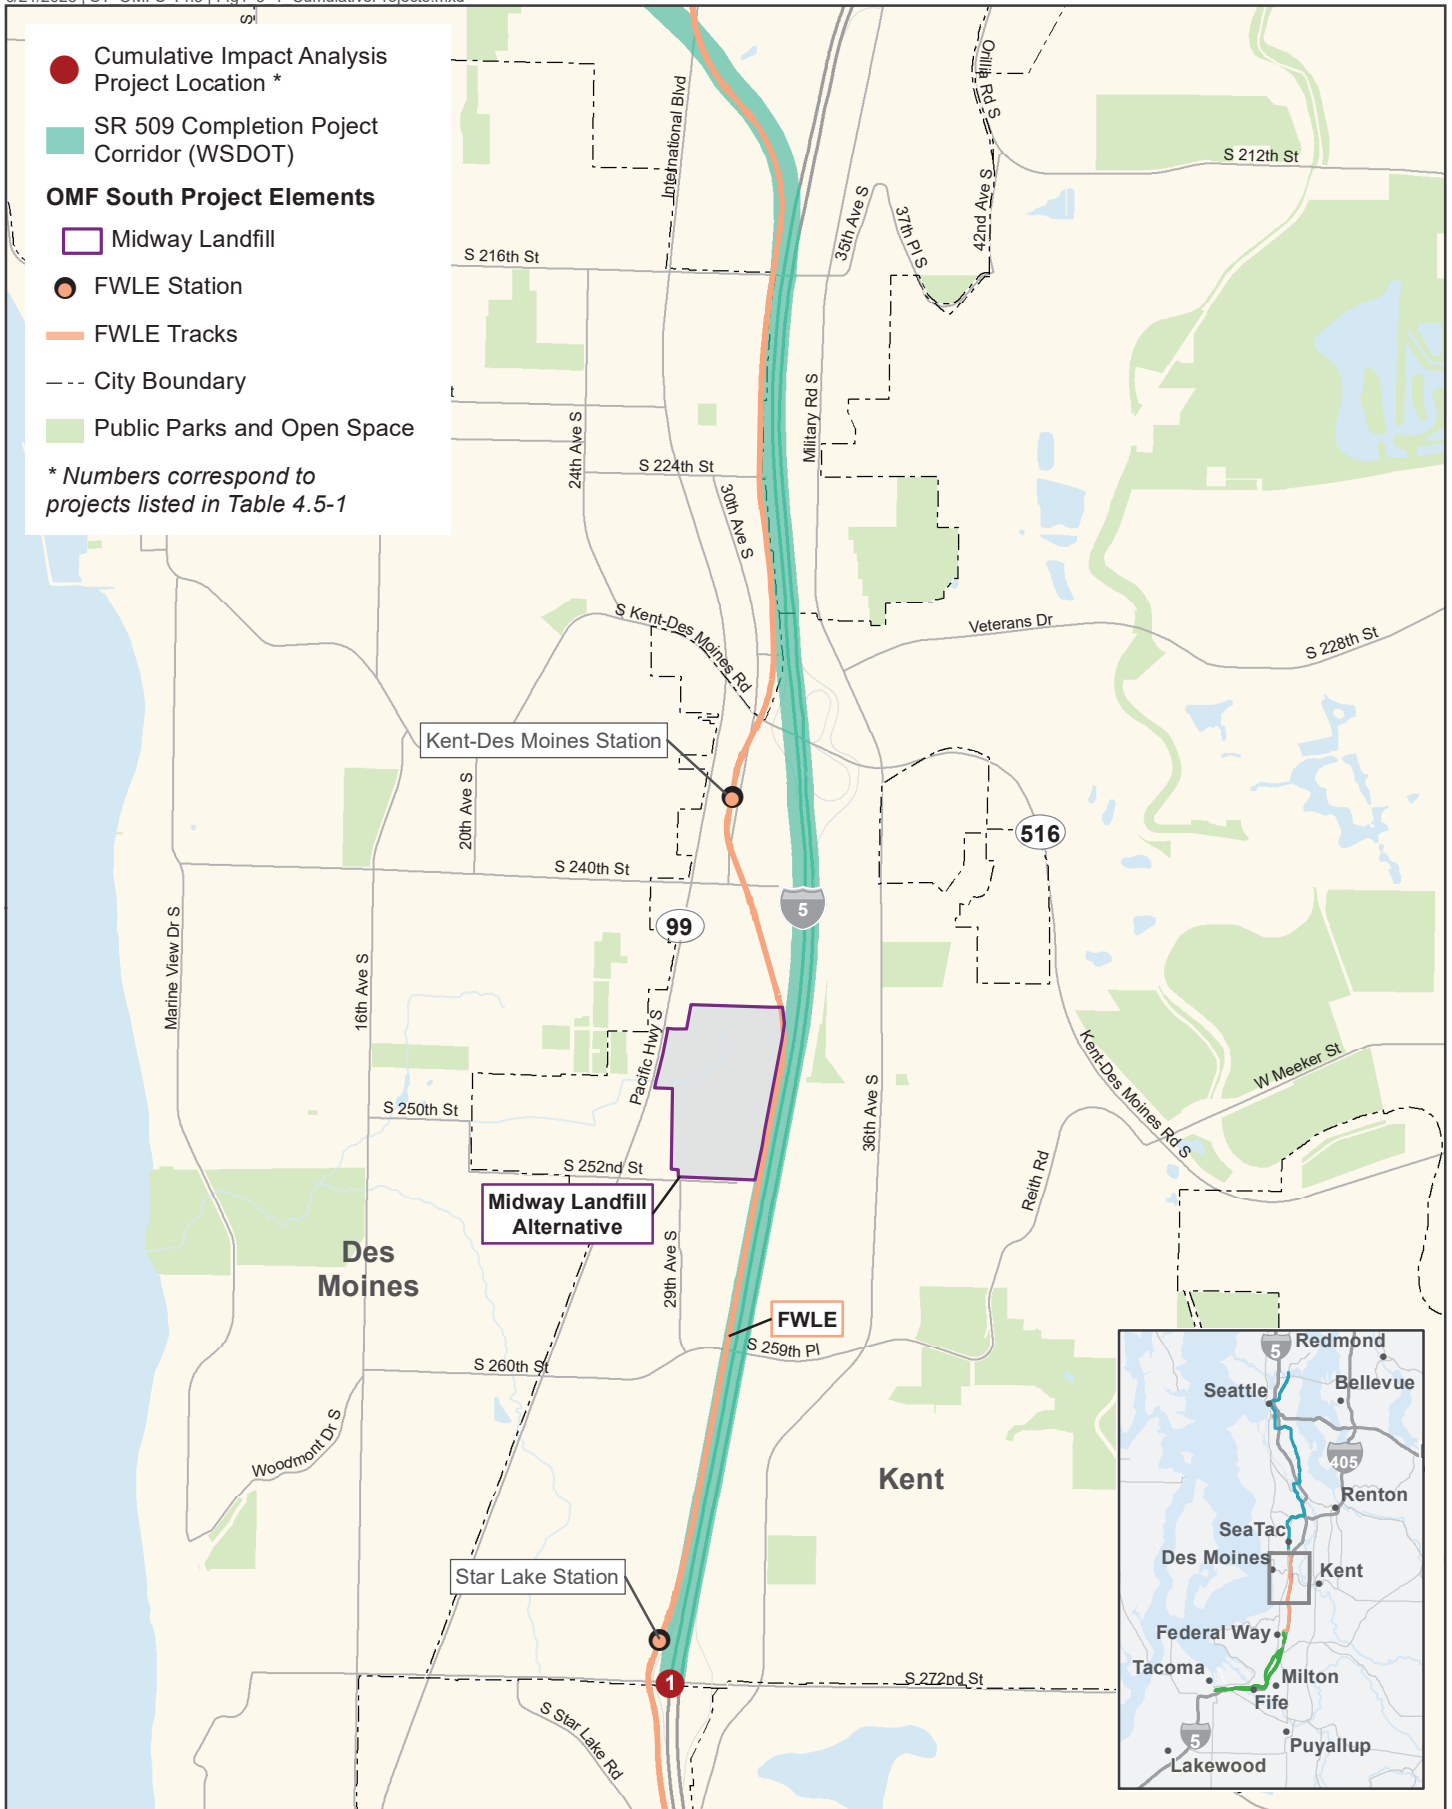 S
Cumulative Impact Analysis
Project Location *
SR 509 Completion Poject
Corridor (WSDOT)
OMF South Project Elements
Midway Landfill
FWLE Station
FWLE Tracks
City Boundary
Public Parks and Open Space
* Numbers correspond to
projects listed in Table 4.5-1
International Blvd
Orillia Rd S
S 212th St
35th Ave S
37th Pl S
42nd Ave S
S 216th St
Military Rd S
24th Ave S
S 224th St
30th Ave S
S Kent-Des Moines Rd
Veterans Dr
S 228th St
Kent-Des Moines Station
20th Ave S
516
S 240th St
5
99
Marine View Dr S
16th Ave S
Pacific Hwy S
36th Ave S
Kent-Des Moines Rd S
W Meeker St
S 250th St
S 252nd St
Reith Rd
Midway Landfill
Alternative
Des
Moines
29th Ave S
FWLE
S 259th Pl
S 260th St
Woodmont Dr S
Kent
Star Lake Station
1
S 272nd St
S Star Lake Rd
5
Redmond
Seattle
Bellevue
405
Renton
SeaTac
Des Moines
Kent
Federal Way
Tacoma
Milton
Fife
5
Puyallup
Lakewood